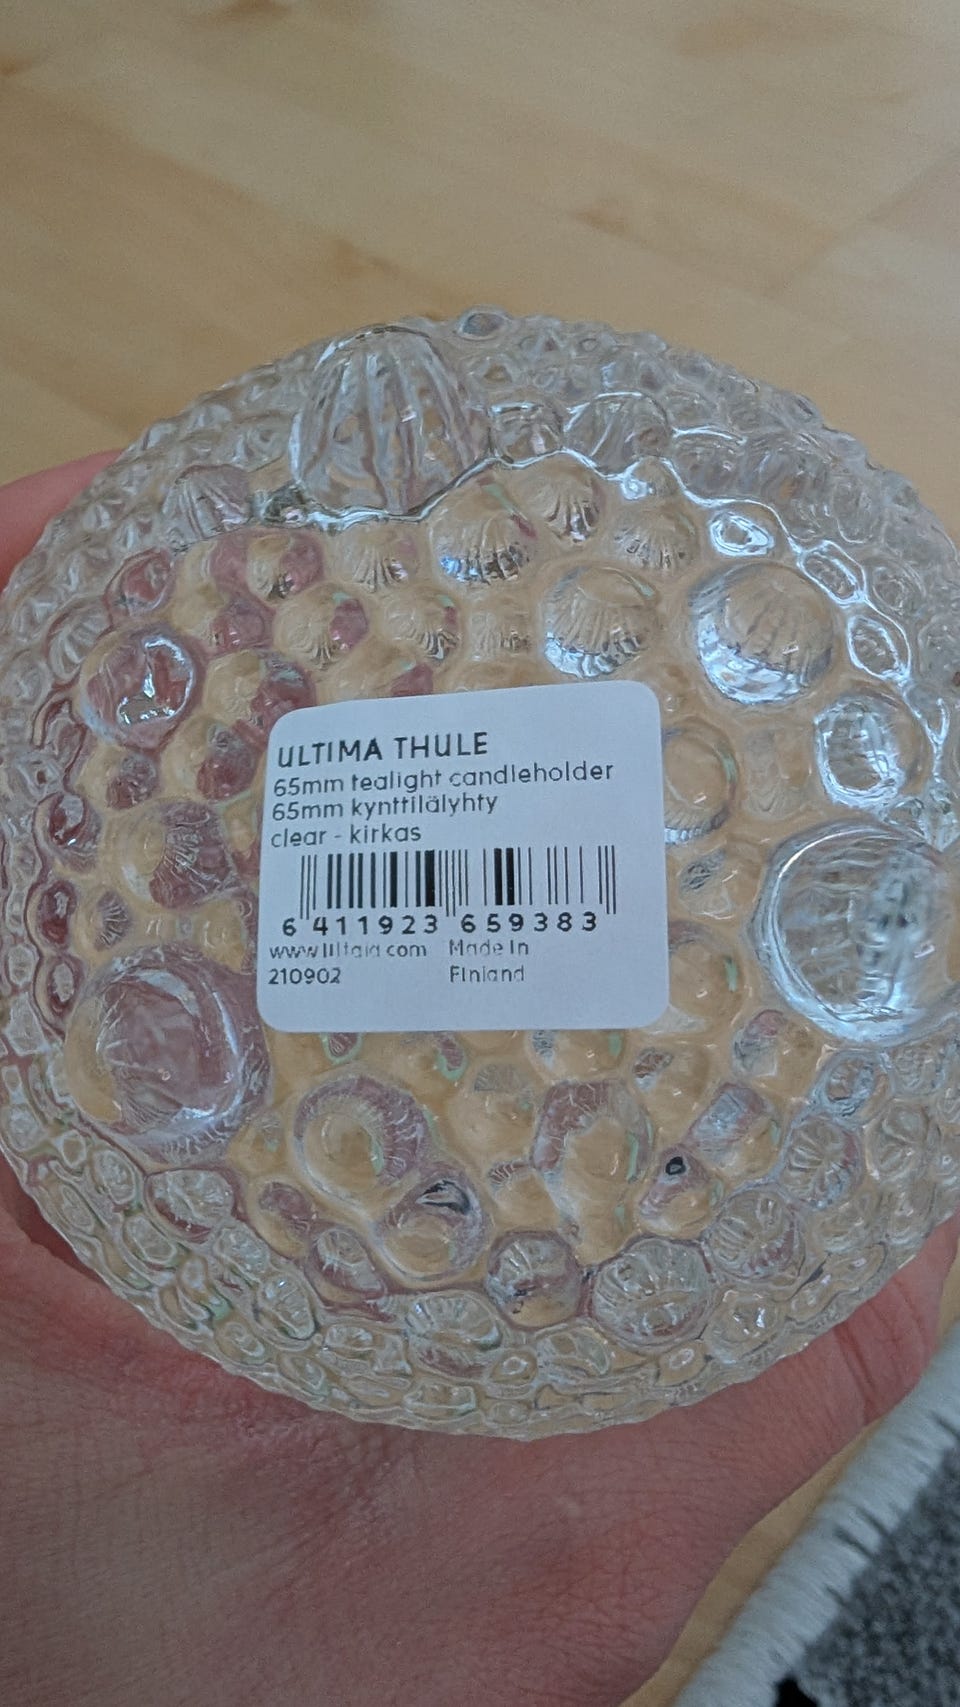 ULTIMA THULE
65mm tealight candleholder
65mm kynttilälyhty
clear - kirkas
6 411923 659383
www.iittala.com Made in
210902 Finland